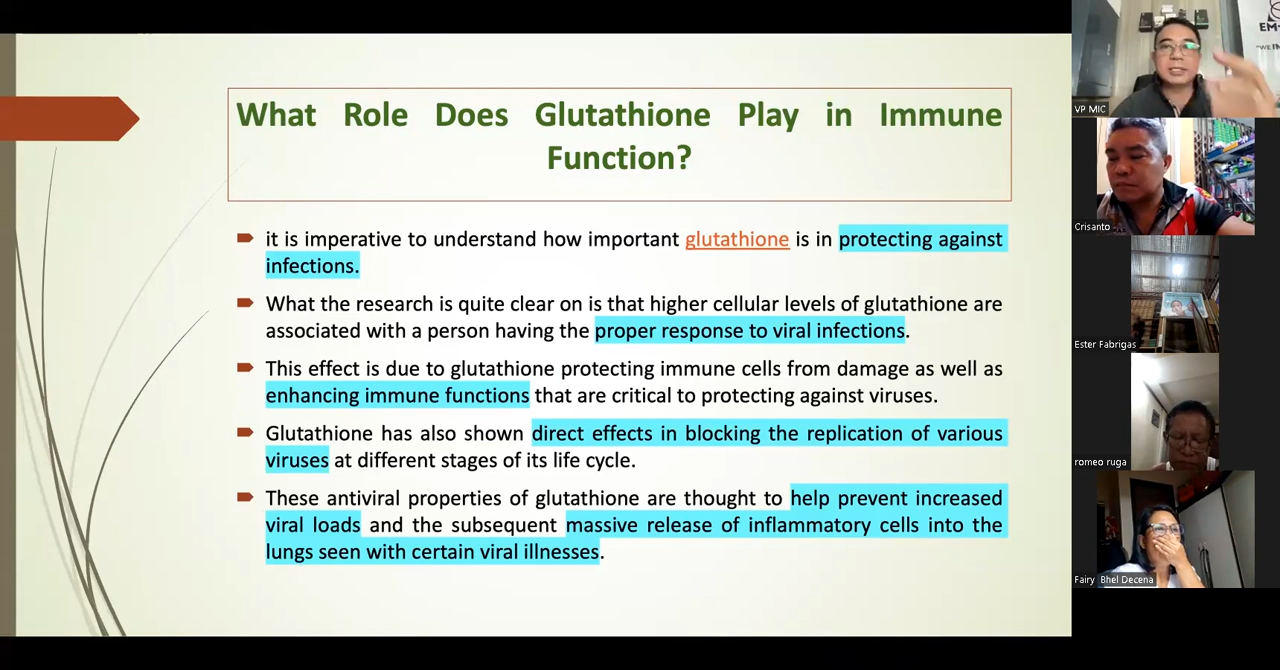 What Role Does Glutathione Play in Immune
Function?
it is imperative to understand how important glutathione is in protecting against
infections.
What the research is quite clear on is that higher cellular levels of glutathione are
associated with a person having the proper response to viral infections.
This effect is due to glutathione protecting immune cells from damage as well as
enhancing immune functions that are critical to protecting against viruses.
Glutathione has also shown direct effects in blocking the replication of various
viruses at different stages of its life cycle.
These antiviral properties of glutathione are thought to help prevent increased
viral loads and the subsequent massive release of inflammatory cells into the
lungs seen with certain viral illnesses.
VP MIC
Crisanto
Ester Fabrigas
romeo ruga
Fairy Bhel Decena